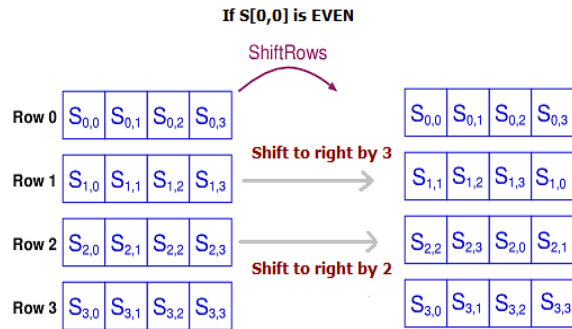 If S[0,0] is EVEN
ShiftRows
Row 0 S0,0 S0,1 S0,2 S0,3 S0,0 S0,1 S0,2 S0,3
Shift to right by 3
Row 1 S1,0 S1,1 S1,2 S1,3 S1,1 S1,2 S1,3 S1,0
Row 2 S2,0 S2,1 S2,2 S2,3 S2,2 S2,3 S2,0 S2,1
Shift to right by 2
Row 3 S3,0 S3,1 S3,2 S3,3 S3,0 S3,1 S3,2 S3,3